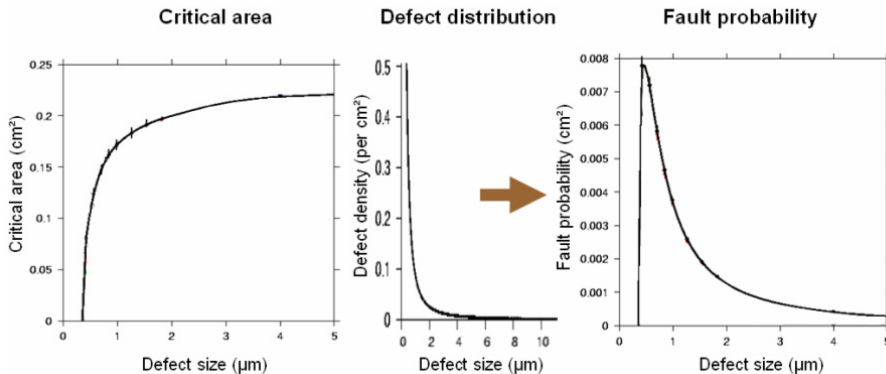 Critical area
Defect distribution
Fault probability
Critical area (cm²)
0.25
0.2
0.15
0.1
0.05
0
0 1 2 3 4 5
Defect size (µm)
Defect density (per cm²)
0.5
0.4
0.3
0.2
0.1
0
0 2 4 6 8 10
Defect size (µm)
Fault probability (cm²)
0.008
0.007
0.006
0.005
0.004
0.003
0.002
0.001
0
0 1 2 3 4 5
Defect size (µm)